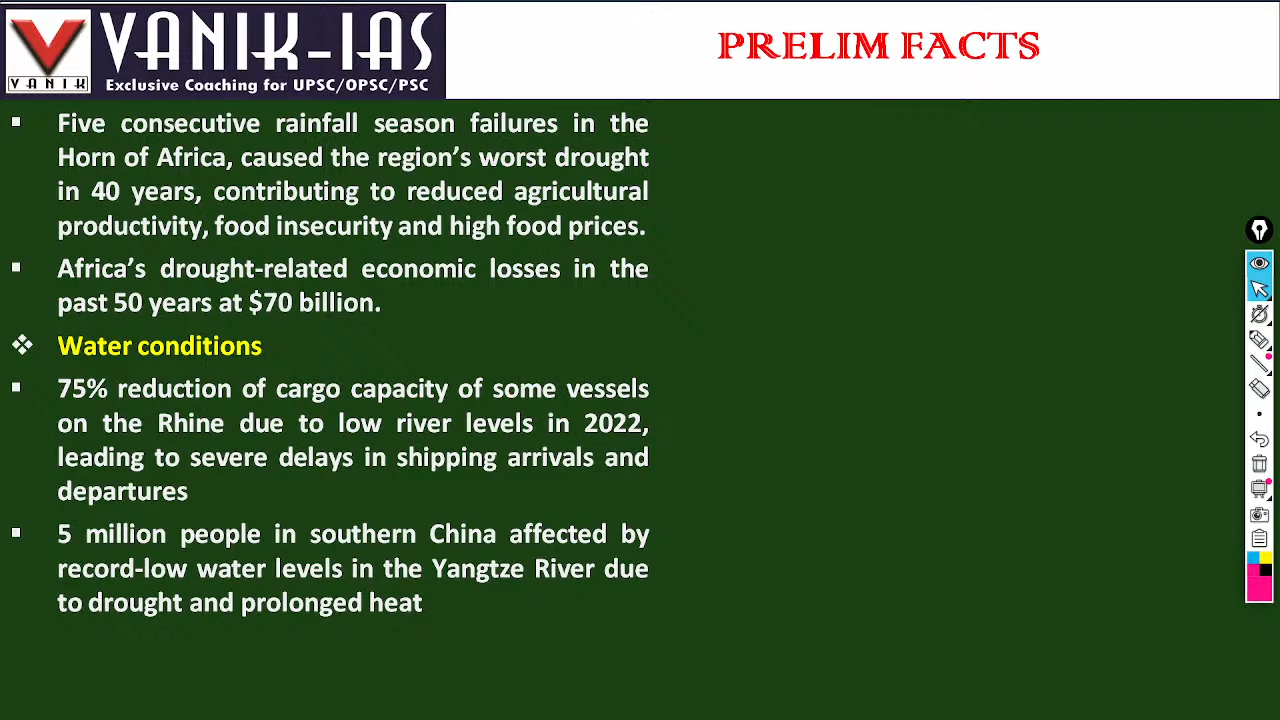 VANIK-IAS
VANIK
Exclusive Coaching for UPSC/OPSC/PSC
PRELIM FACTS
Five consecutive rainfall season failures in the
Horn of Africa, caused the region’s worst drought
in 40 years, contributing to reduced agricultural
productivity, food insecurity and high food prices.
Africa’s drought-related economic losses in the
past 50 years at $70 billion.
Water conditions
75% reduction of cargo capacity of some vessels
on the Rhine due to low river levels in 2022,
leading to severe delays in shipping arrivals and
departures
5 million people in southern China affected by
record-low water levels in the Yangtze River due
to drought and prolonged heat